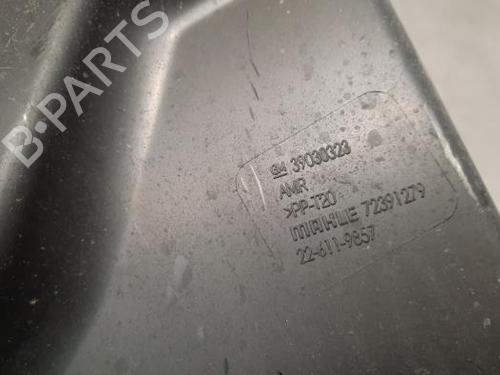 B-PARTS
GM 39030323
AMR
>PP-T20
MAHLE 72391279
22-611-9857